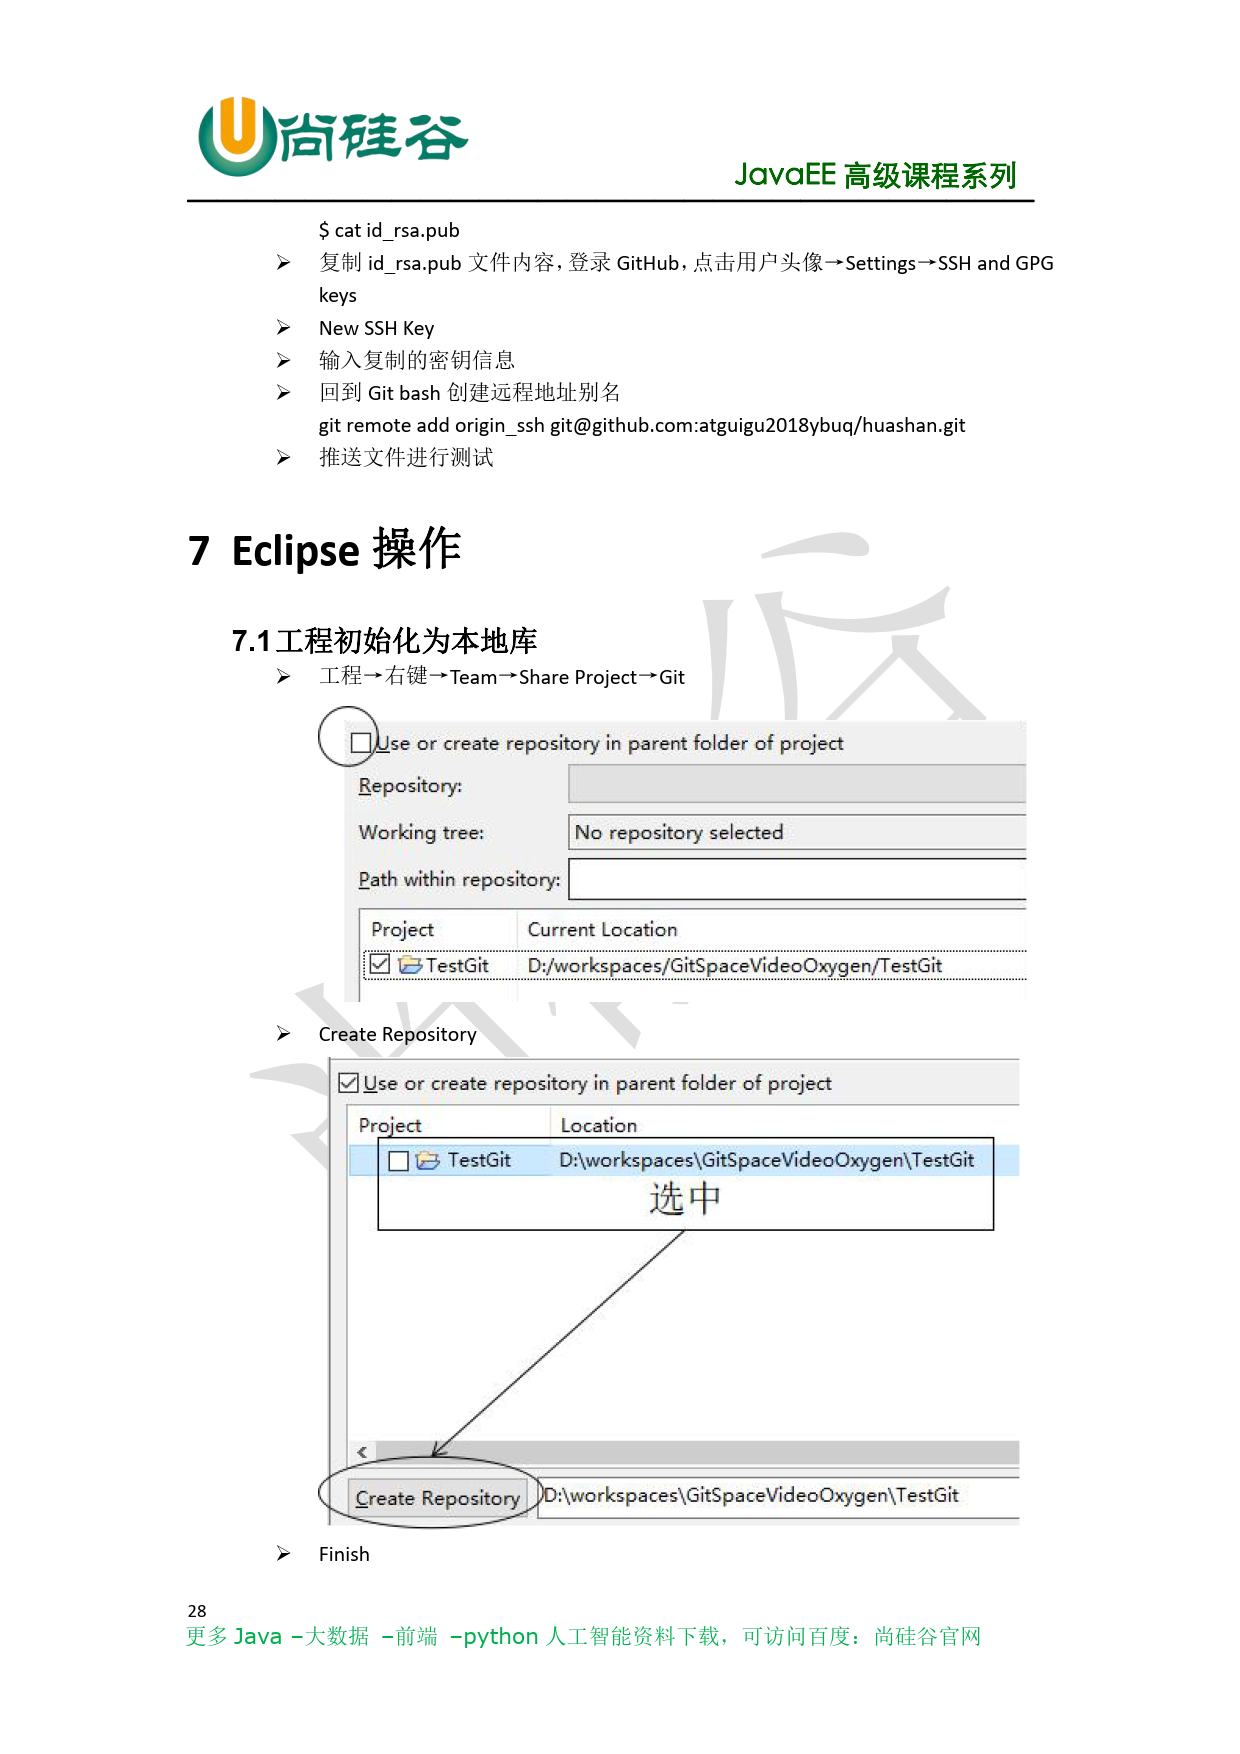 尚硅谷
JavaEE 高级课程系列
$ cat id_rsa.pub
➢ 复制 id_rsa.pub 文件内容，登录 GitHub，点击用户头像→Settings→SSH and GPG
keys
➢ New SSH Key
➢ 输入复制的密钥信息
➢ 回到 Git bash 创建远程地址别名
git remote add origin_ssh git@github.com:atguigu2018ybuq/huashan.git
➢ 推送文件进行测试
7 Eclipse 操作
7.1 工程初始化为本地库
➢ 工程→右键→Team→Share Project→Git
Use or create repository in parent folder of project
Repository:
Working tree: No repository selected
Path within repository:
Project Current Location
TestGit D:/workspaces/GitSpaceVideoOxygen/TestGit
➢ Create Repository
Use or create repository in parent folder of project
Project Location
TestGit D:\workspaces\GitSpaceVideoOxygen\TestGit
选中
Create Repository D:\workspaces\GitSpaceVideoOxygen\TestGit
➢ Finish
28
更多 Java –大数据 –前端 –python 人工智能资料下载，可访问百度：尚硅谷官网